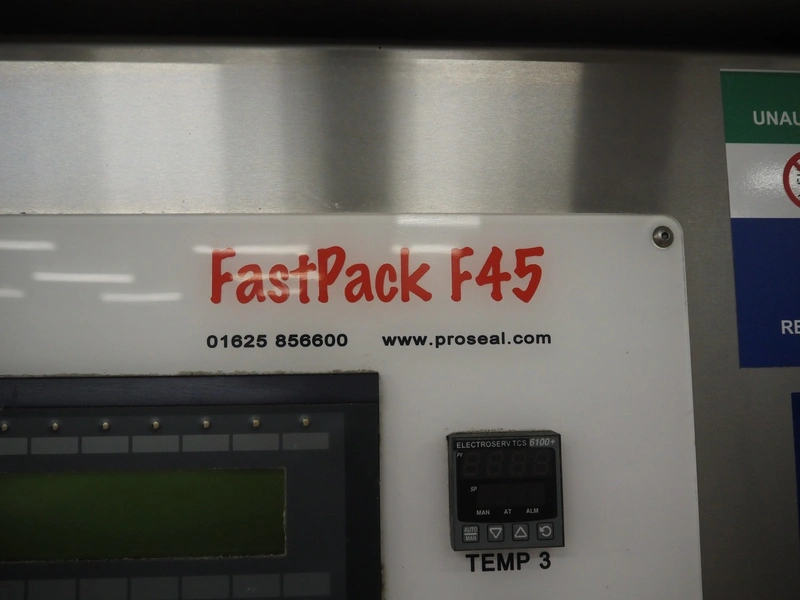 UNAU
FastPack F45
01625 856600 www.proseal.com
RE
ELECTROSERV TCS 6100+
PV
SP
MAN AT ALM
AUTO
MAN
TEMP 3